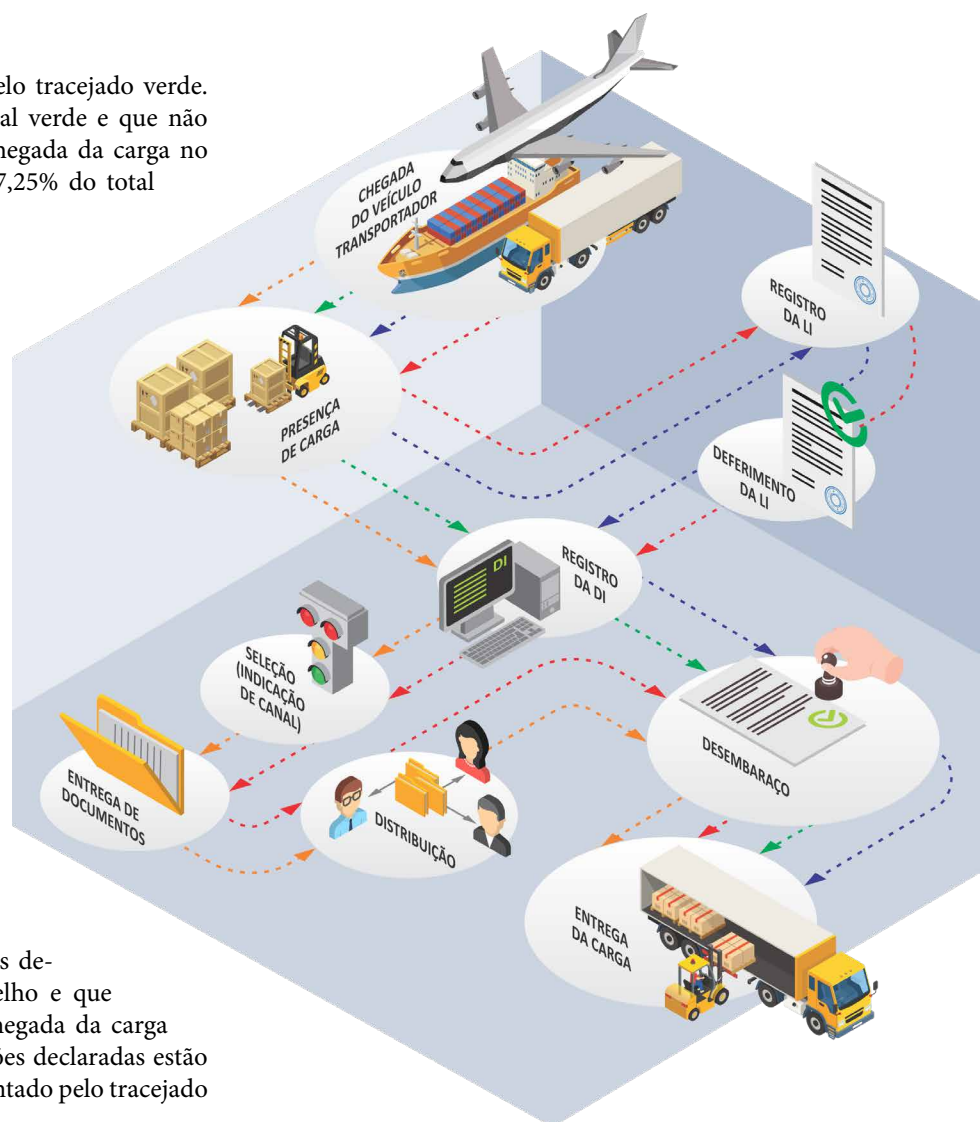 elo tracejado verde.
al verde e que não
hegada da carga no
7,25% do total
CHEGADA
DO VEÍCULO
TRANSPORTADOR
REGISTRO
DA LI
PRESENÇA
DE CARGA
DEFERIMENTO
DA LI
DI
REGISTRO
DA DI
SELEÇÃO
(INDICAÇÃO
DE CANAL)
DESEMBARAÇO
ENTREGA DE
DOCUMENTOS
DISTRIBUIÇÃO
ENTREGA
DA CARGA
s de-
elho e que
hegada da carga
ões declaradas estão
ntado pelo tracejado